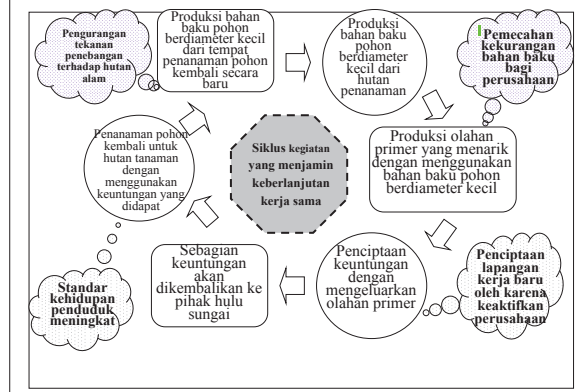 Pengurangan
tekanan
penebangan
terhadap hutan
alam
Produksi bahan
baku pohon
berdiameter kecil
dari tempat
penanaman pohon
kembali secara
baru
Produksi
bahan baku
pohon
berdiameter
kecil dari
hutan
penanaman
Pemecahan
kekurangan
bahan baku
bagi
perusahaan
Produksi olahan
primer yang menarik
dengan menggunakan
bahan baku pohon
berdiameter kecil
Penciptaan
lapangan
kerja baru
oleh karena
keaktifkan
perusahaan
Penciptaan
keuntungan
dengan
mengeluarkan
olahan primer
Sebagian
keuntungan
akan
dikembalikan ke
pihak hulu
sungai
Standar
kehidupan
penduduk
meningkat
Penanaman pohon
kembali untuk
hutan tanaman
dengan
menggunakan
keuntungan yang
didapat
Siklus kegiatan
yang menjamin
keberlanjutan
kerja sama